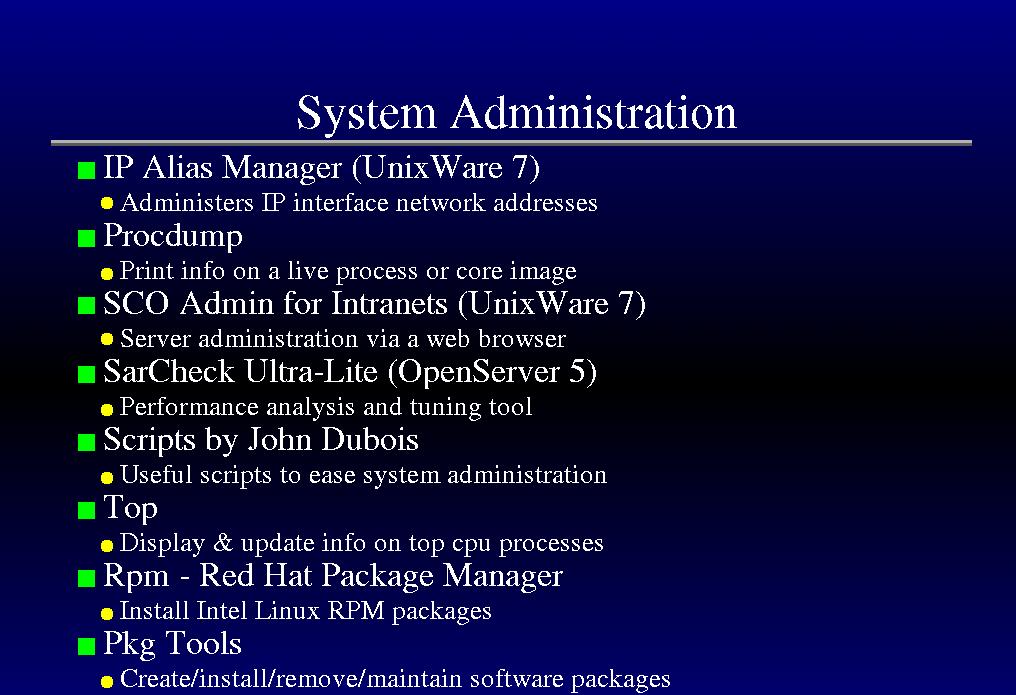 System Administration
IP Alias Manager (UnixWare 7)
Administers IP interface network addresses
Procdump
Print info on a live process or core image
SCO Admin for Intranets (UnixWare 7)
Server administration via a web browser
SarCheck Ultra-Lite (OpenServer 5)
Performance analysis and tuning tool
Scripts by John Dubois
Useful scripts to ease system administration
Top
Display & update info on top cpu processes
Rpm - Red Hat Package Manager
Install Intel Linux RPM packages
Pkg Tools
Create/install/remove/maintain software packages